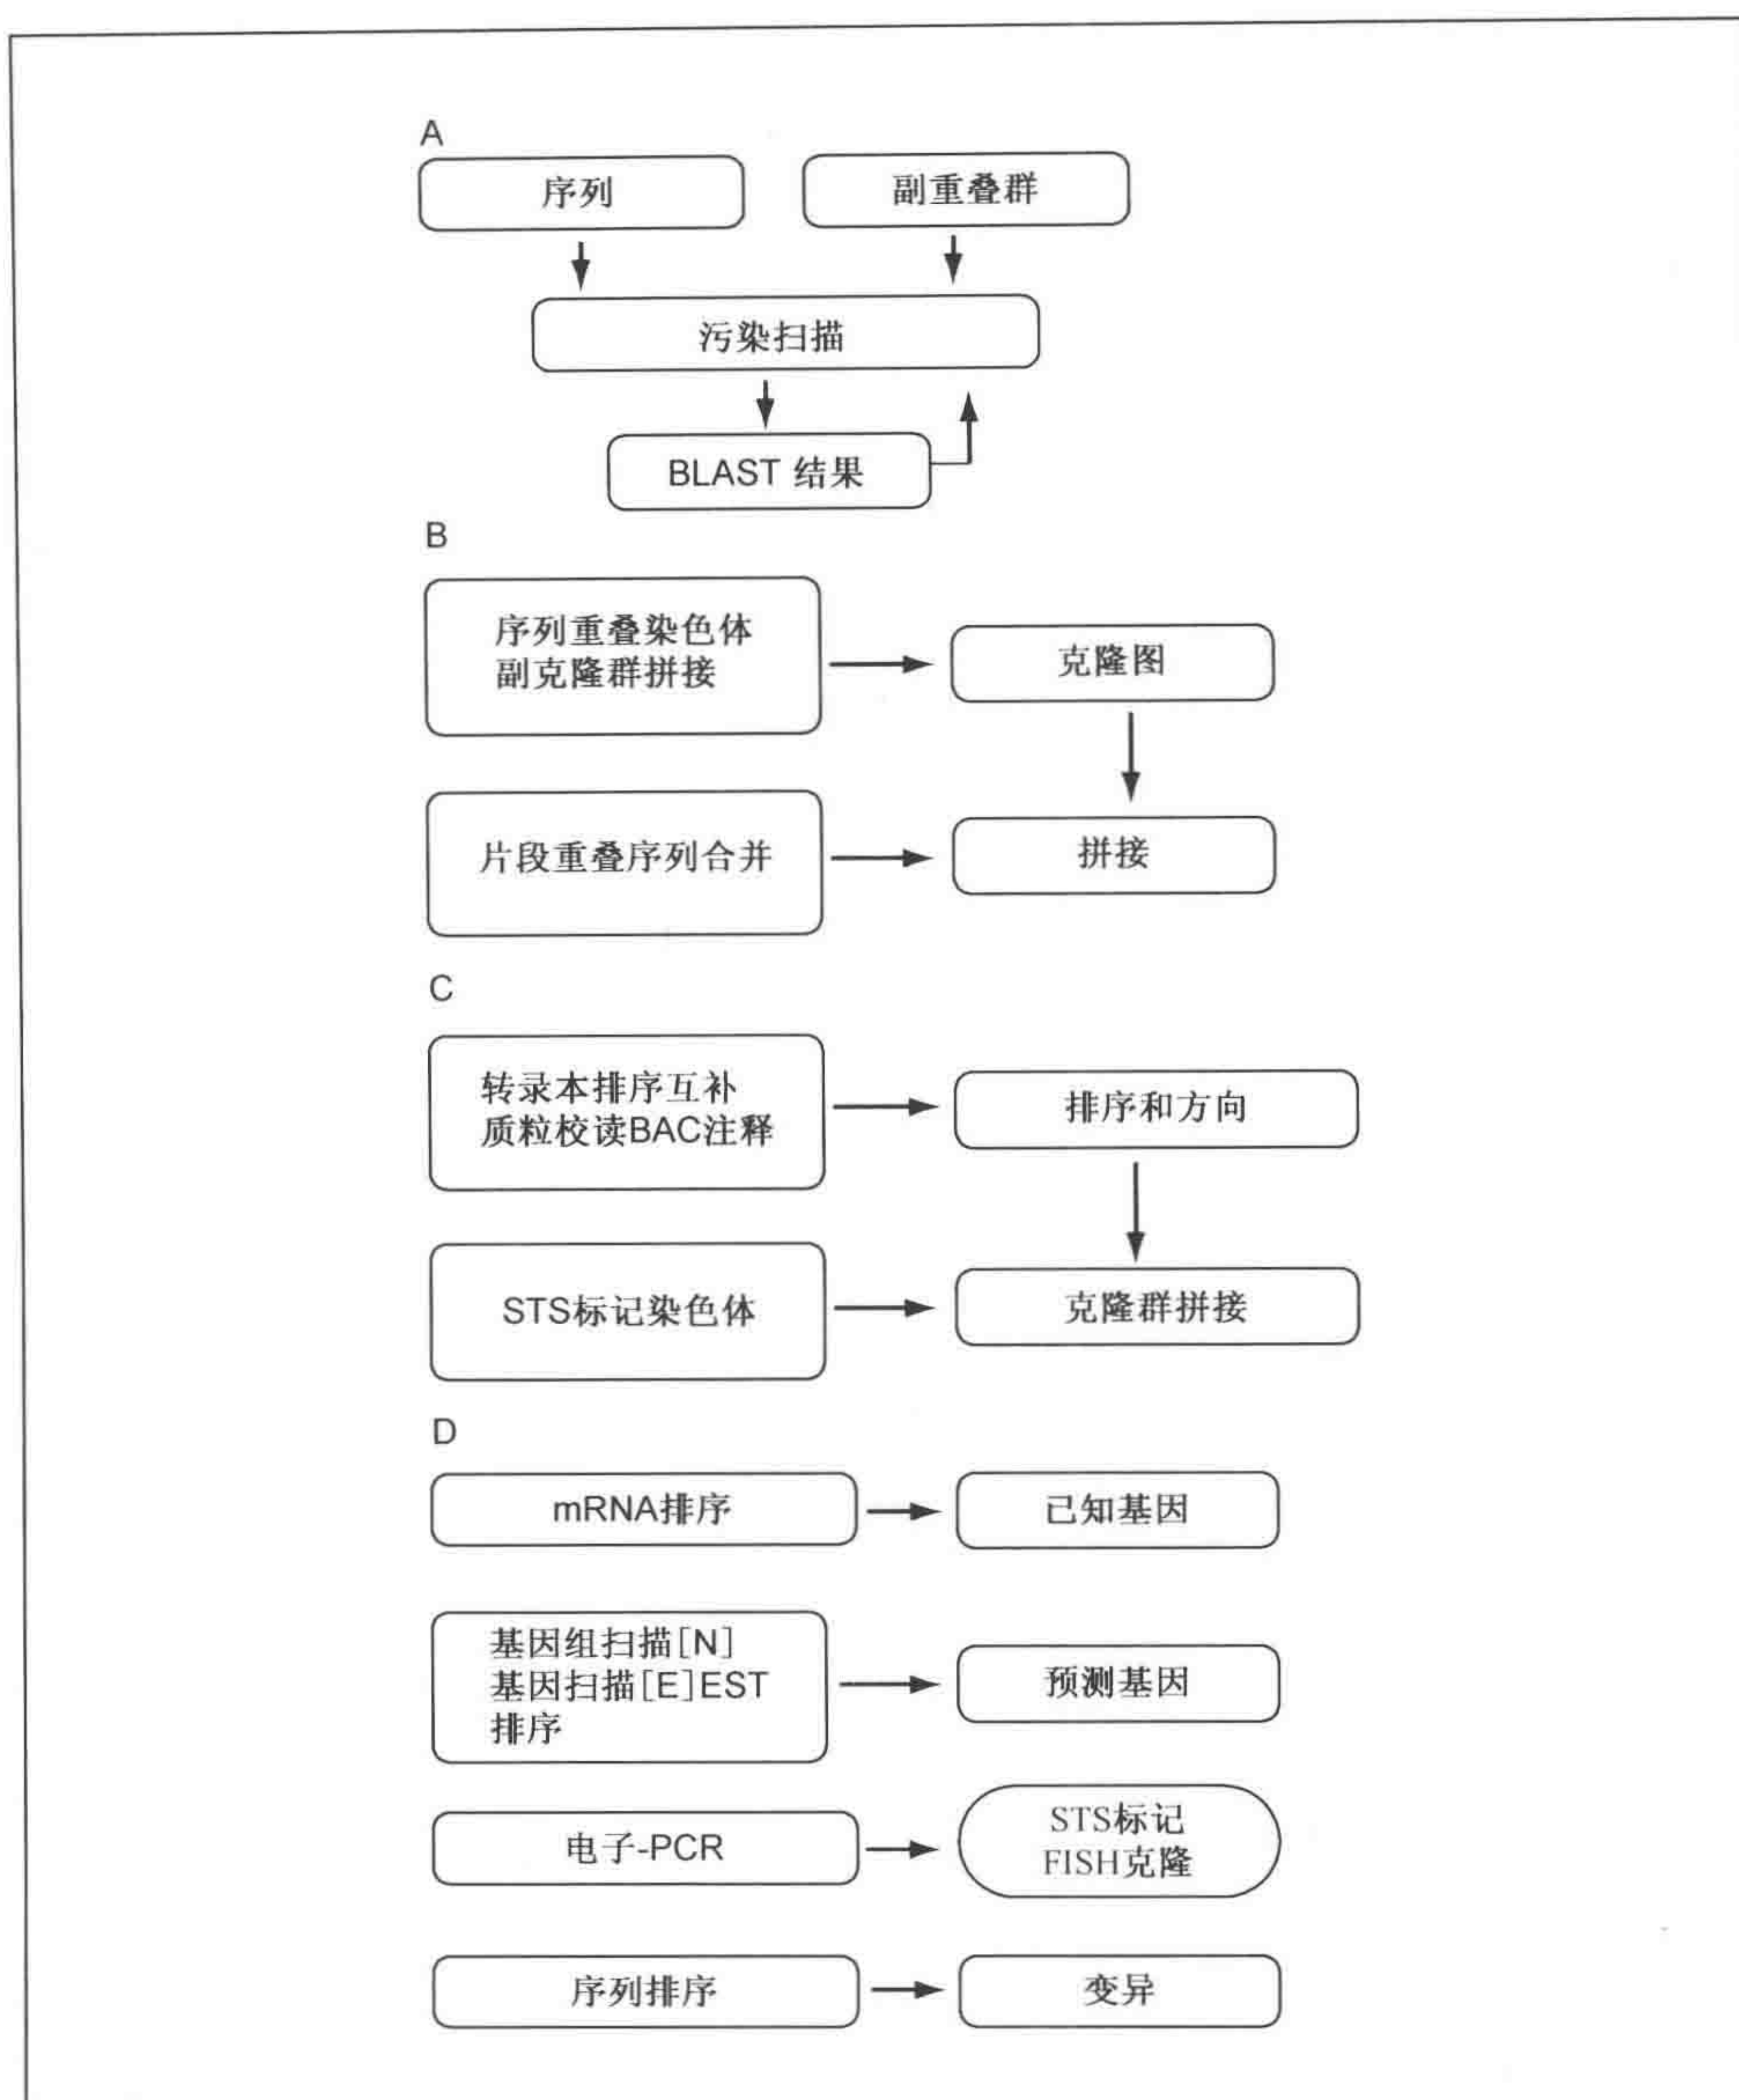 A
序列
副重叠群
污染扫描
BLAST 结果
B
序列重叠染色体
副克隆群拼接
克隆图
片段重叠序列合并
拼接
C
转录本排序互补
质粒校读BAC注释
排序和方向
STS标记染色体
克隆群拼接
D
mRNA排序
已知基因
基因组扫描[N]
基因扫描[E]EST
排序
预测基因
电子-PCR
STS标记
FISH克隆
序列排序
变异